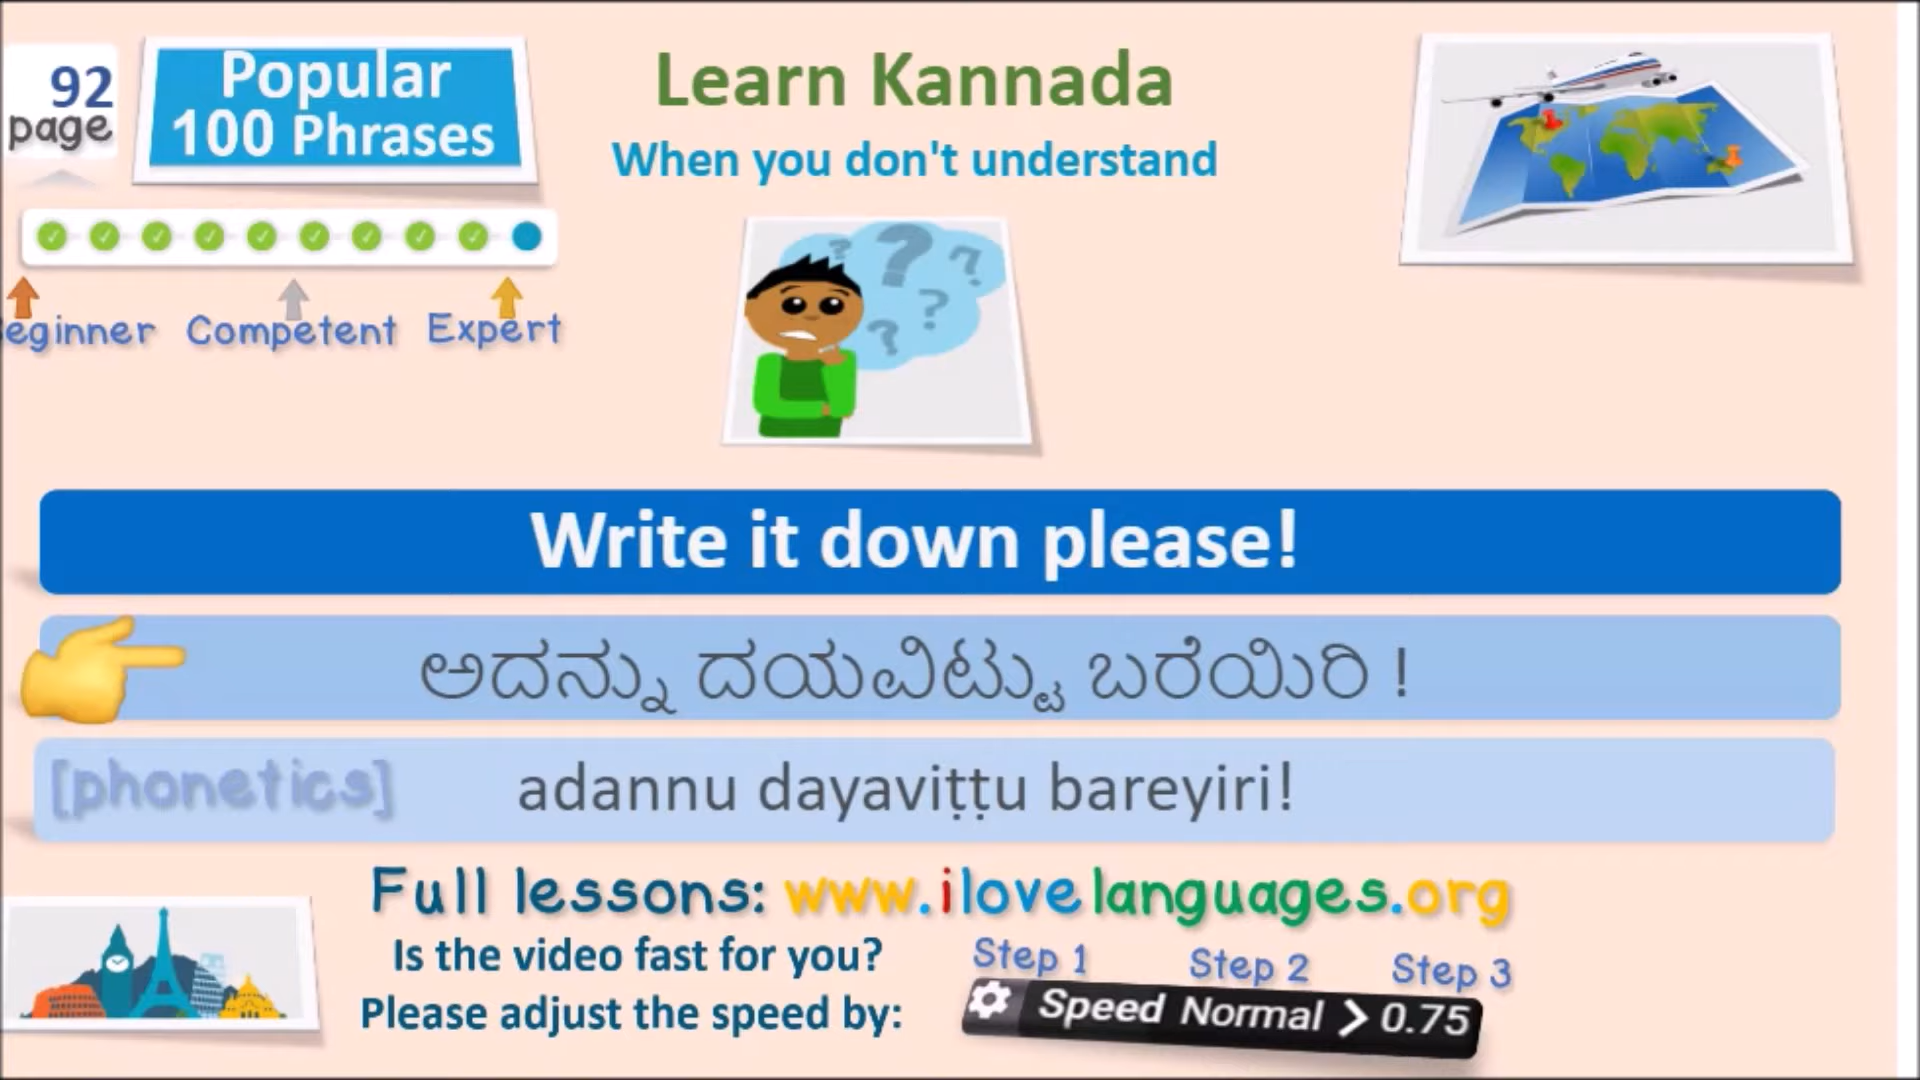 92
page
Popular
100 Phrases
Learn Kannada
When you don't understand
eginner Competent Expert
Write it down please!
ಅದನ್ನು ದಯವಿಟ್ಟು ಬರೆಯಿರಿ !
[phonetics] adannu dayaviṭṭu bareyiri!
Full lessons: www.ilovelanguages.org
Is the video fast for you?
Please adjust the speed by:
Step 1 Step 2 Step 3
Speed Normal > 0.75